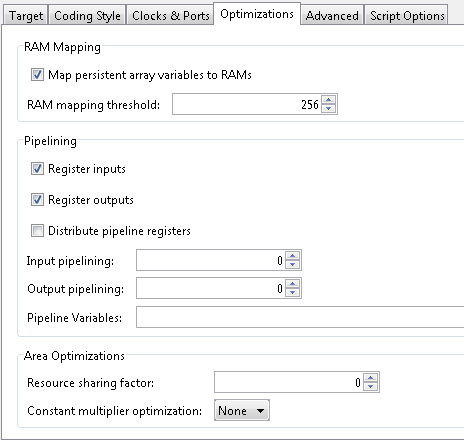 Target Coding Style Clocks & Ports Optimizations Advanced Script Options
RAM Mapping
Map persistent array variables to RAMs
RAM mapping threshold: 256
Pipelining
Register inputs
Register outputs
Distribute pipeline registers
Input pipelining: 0
Output pipelining: 0
Pipeline Variables:
Area Optimizations
Resource sharing factor: 0
Constant multiplier optimization: None